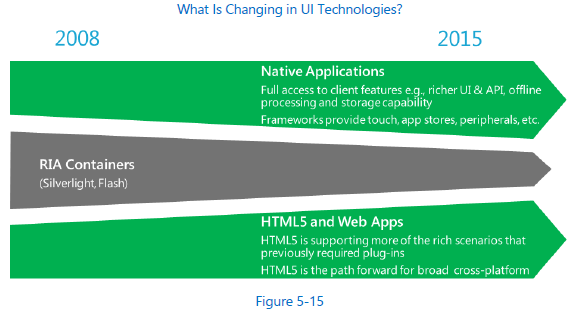 What Is Changing in UI Technologies?
2008
2015
Native Applications
Full access to client features e.g., richer UI & API, offline
processing and storage capability
Frameworks provide touch, app stores, peripherals, etc.
RIA Containers
(Silverlight, Flash)
HTML5 and Web Apps
HTML5 is supporting more of the rich scenarios that
previously required plug-ins
HTML5 is the path forward for broad cross-platform
Figure 5-15